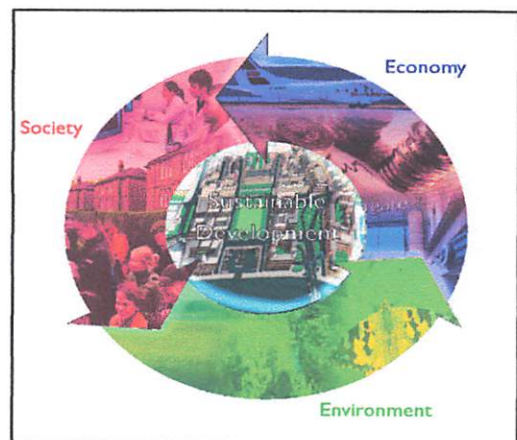 Economy
Society
Sustainable
Development
Environment